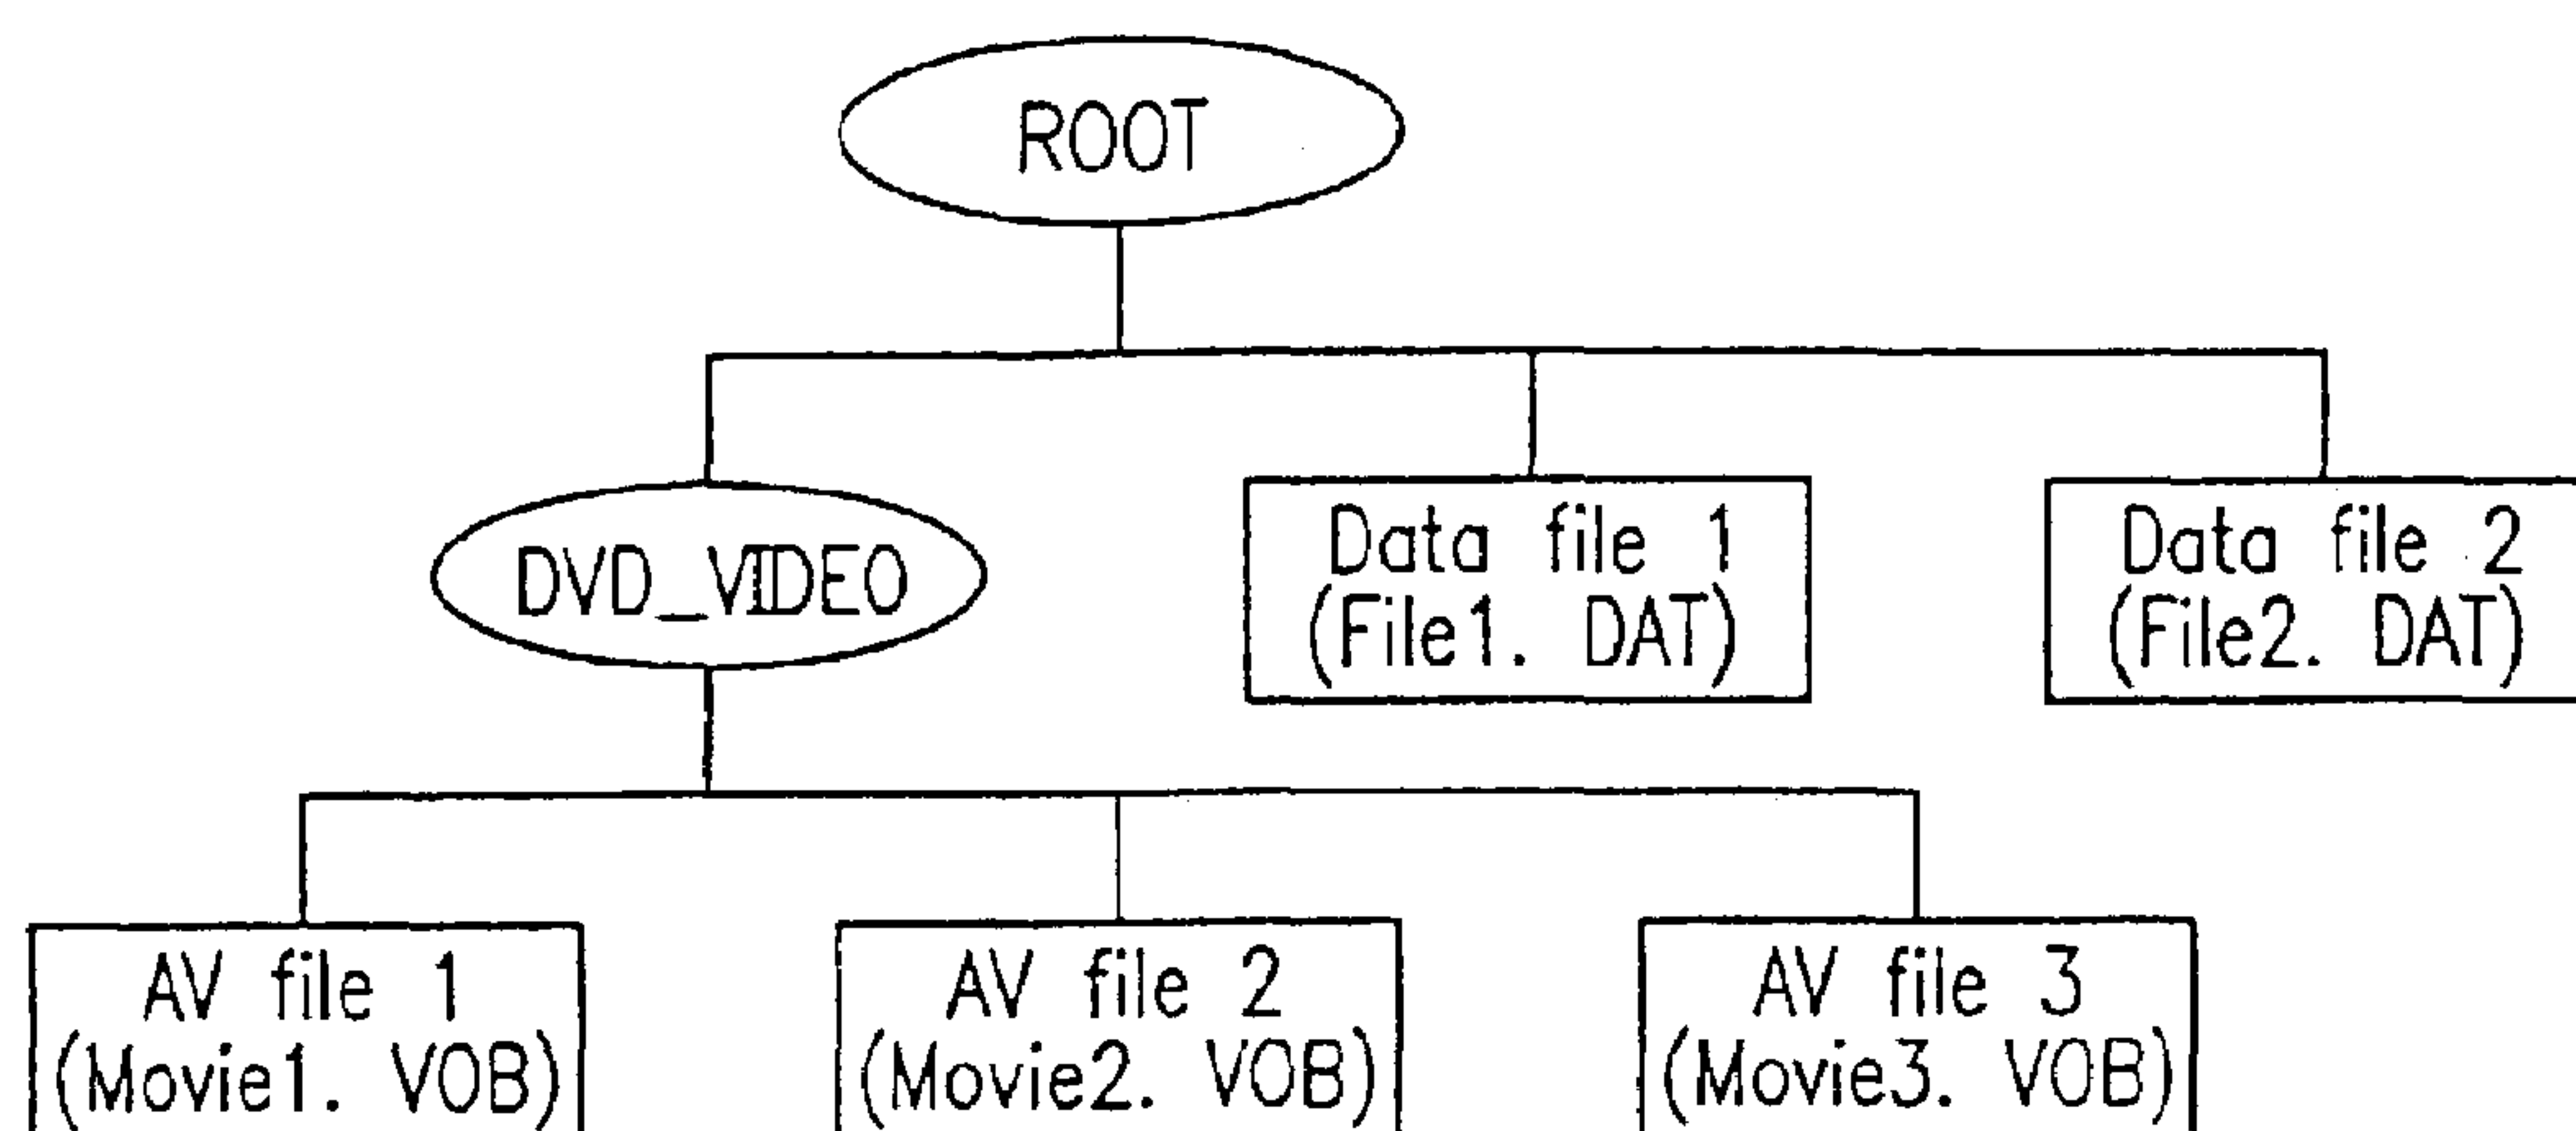 ROOT
DVD_VIDEO
Data file 1
(File1. DAT)
Data file 2
(File2. DAT)
AV file 1
(Movie1. VOB)
AV file 2
(Movie2. VOB)
AV file 3
(Movie3. VOB)